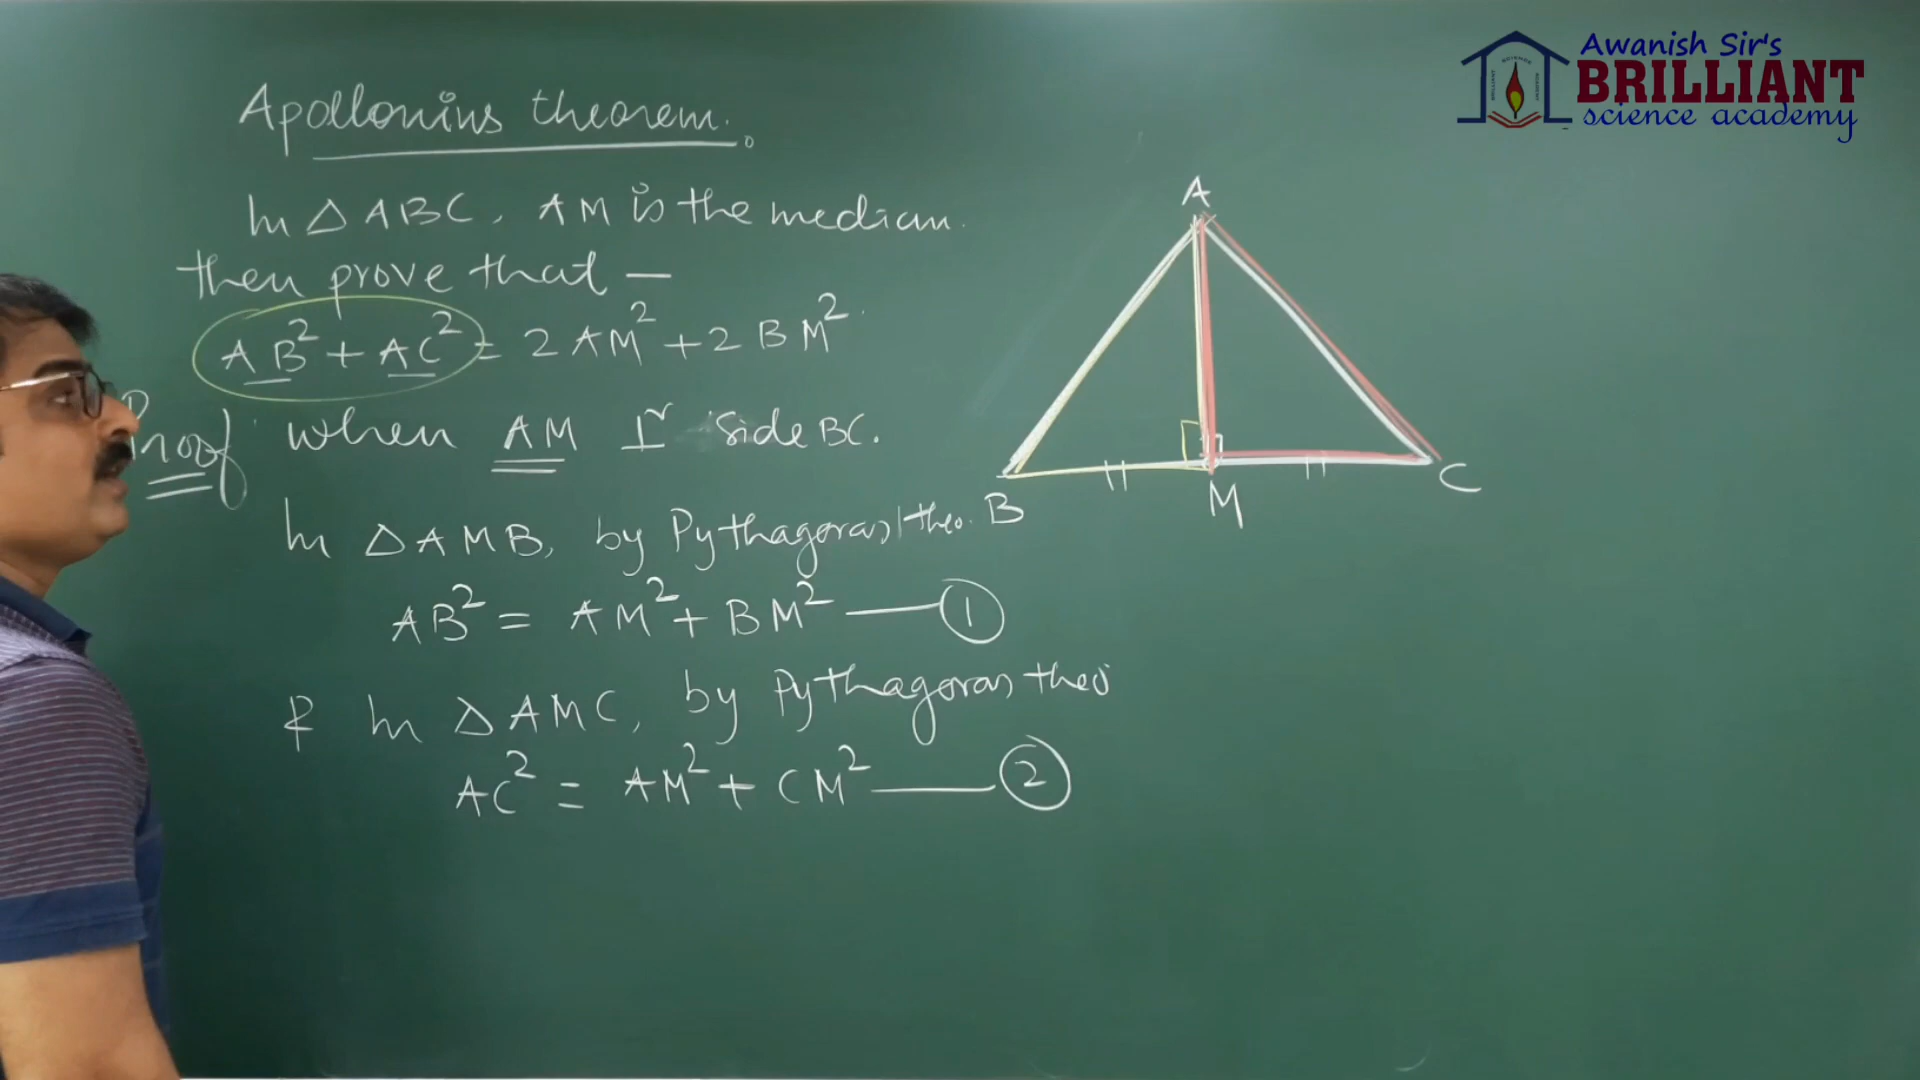 Awanish Sir's
BRILLIANT
science academy
Apollonius theorem.
In △ABC, AM is the median.
then prove that —
AB² + AC² = 2AM² + 2BM²
Proof when AM ⊥r side BC.
In △AMB, by Pythagoras theo.
AB² = AM² + BM² — ①
& In △AMC, by Pythagoras theo
AC² = AM² + CM² — ②
A
B
M
C